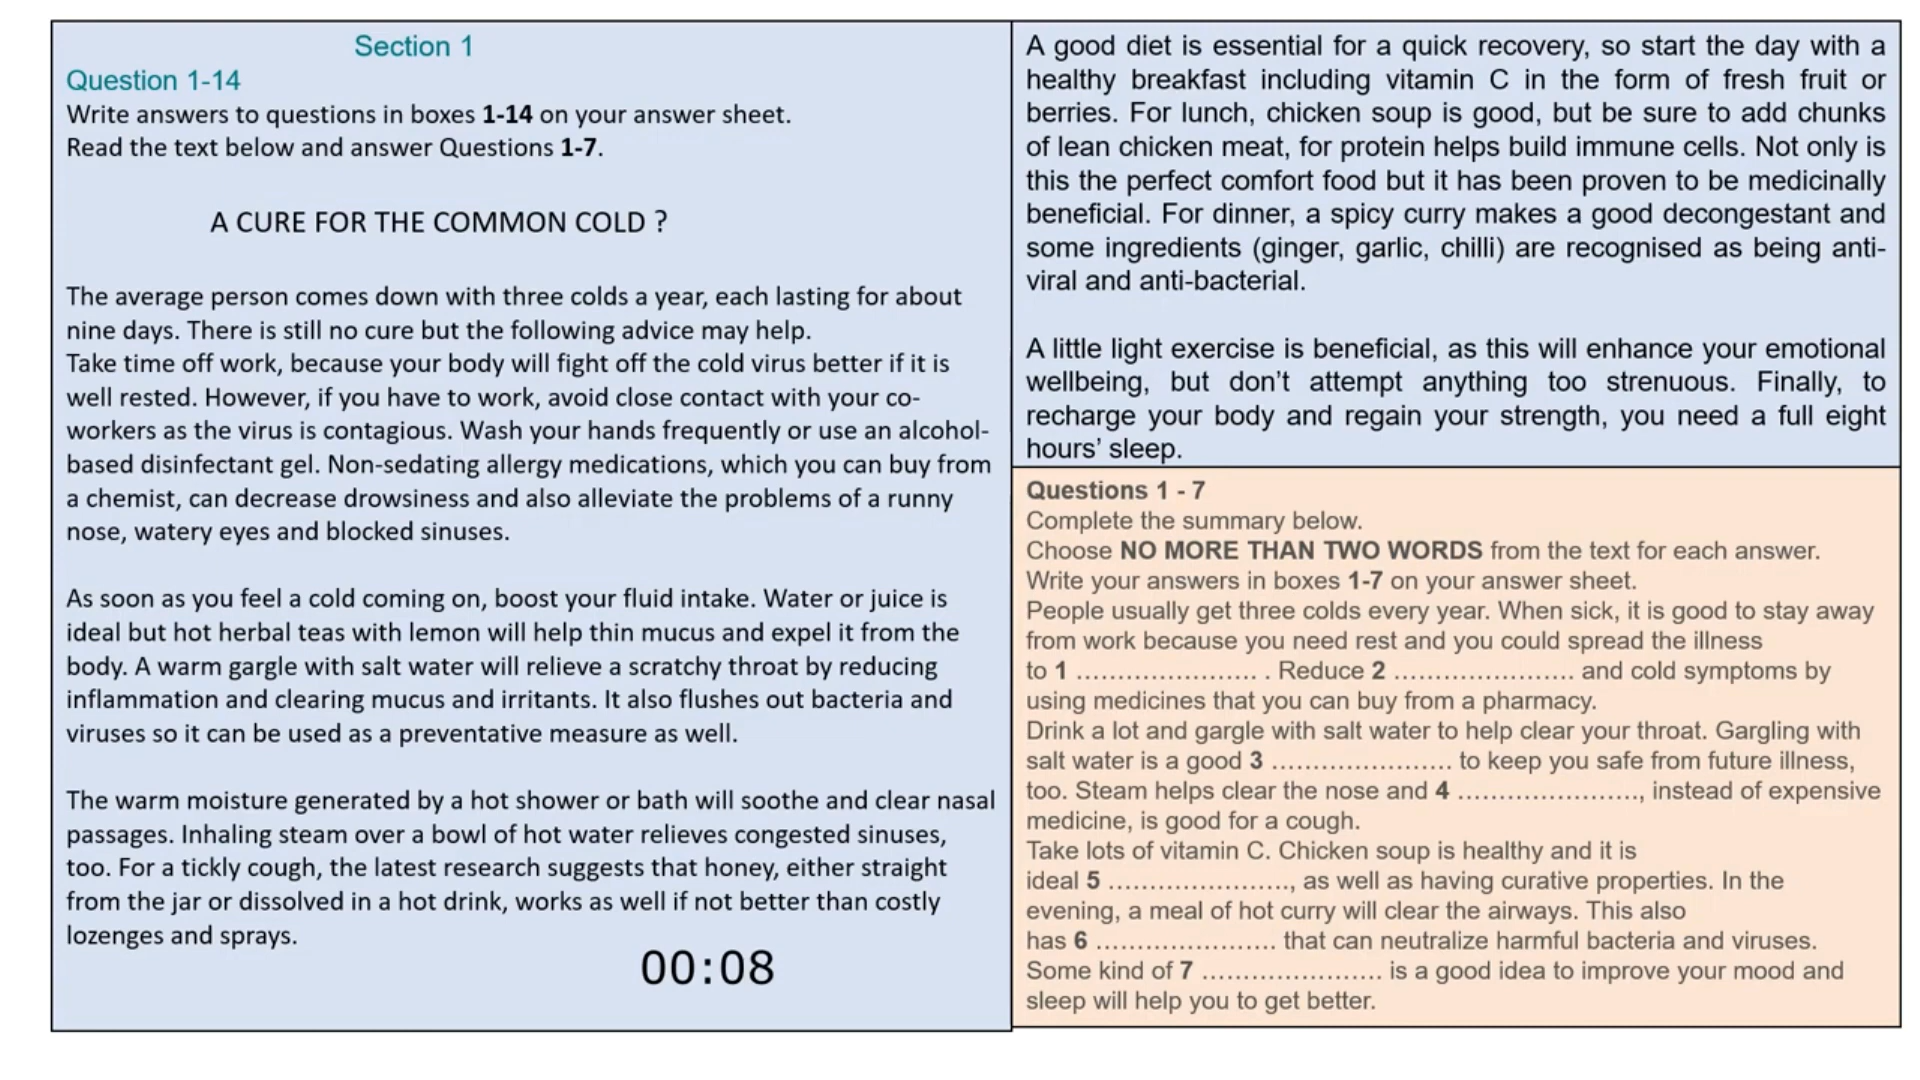 Section 1
Question 1-14
Write answers to questions in boxes 1-14 on your answer sheet.
Read the text below and answer Questions 1-7.
A CURE FOR THE COMMON COLD ?
The average person comes down with three colds a year, each lasting for about
nine days. There is still no cure but the following advice may help.
Take time off work, because your body will fight off the cold virus better if it is
well rested. However, if you have to work, avoid close contact with your co-
workers as the virus is contagious. Wash your hands frequently or use an alcohol-
based disinfectant gel. Non-sedating allergy medications, which you can buy from
a chemist, can decrease drowsiness and also alleviate the problems of a runny
nose, watery eyes and blocked sinuses.
As soon as you feel a cold coming on, boost your fluid intake. Water or juice is
ideal but hot herbal teas with lemon will help thin mucus and expel it from the
body. A warm gargle with salt water will relieve a scratchy throat by reducing
inflammation and clearing mucus and irritants. It also flushes out bacteria and
viruses so it can be used as a preventative measure as well.
The warm moisture generated by a hot shower or bath will soothe and clear nasal
passages. Inhaling steam over a bowl of hot water relieves congested sinuses,
too. For a tickly cough, the latest research suggests that honey, either straight
from the jar or dissolved in a hot drink, works as well if not better than costly
lozenges and sprays.
00:08
A good diet is essential for a quick recovery, so start the day with a
healthy breakfast including vitamin C in the form of fresh fruit or
berries. For lunch, chicken soup is good, but be sure to add chunks
of lean chicken meat, for protein helps build immune cells. Not only is
this the perfect comfort food but it has been proven to be medicinally
beneficial. For dinner, a spicy curry makes a good decongestant and
some ingredients (ginger, garlic, chilli) are recognised as being anti-
viral and anti-bacterial.
A little light exercise is beneficial, as this will enhance your emotional
wellbeing, but don’t attempt anything too strenuous. Finally, to
recharge your body and regain your strength, you need a full eight
hours’ sleep.
Questions 1 - 7
Complete the summary below.
Choose NO MORE THAN TWO WORDS from the text for each answer.
Write your answers in boxes 1-7 on your answer sheet.
People usually get three colds every year. When sick, it is good to stay away
from work because you need rest and you could spread the illness
to 1 ........................ . Reduce 2 ........................ and cold symptoms by
using medicines that you can buy from a pharmacy.
Drink a lot and gargle with salt water to help clear your throat. Gargling with
salt water is a good 3 ........................ to keep you safe from future illness,
too. Steam helps clear the nose and 4 ........................, instead of expensive
medicine, is good for a cough.
Take lots of vitamin C. Chicken soup is healthy and it is
ideal 5 ........................, as well as having curative properties. In the
evening, a meal of hot curry will clear the airways. This also
has 6 ........................ that can neutralize harmful bacteria and viruses.
Some kind of 7 ........................ is a good idea to improve your mood and
sleep will help you to get better.